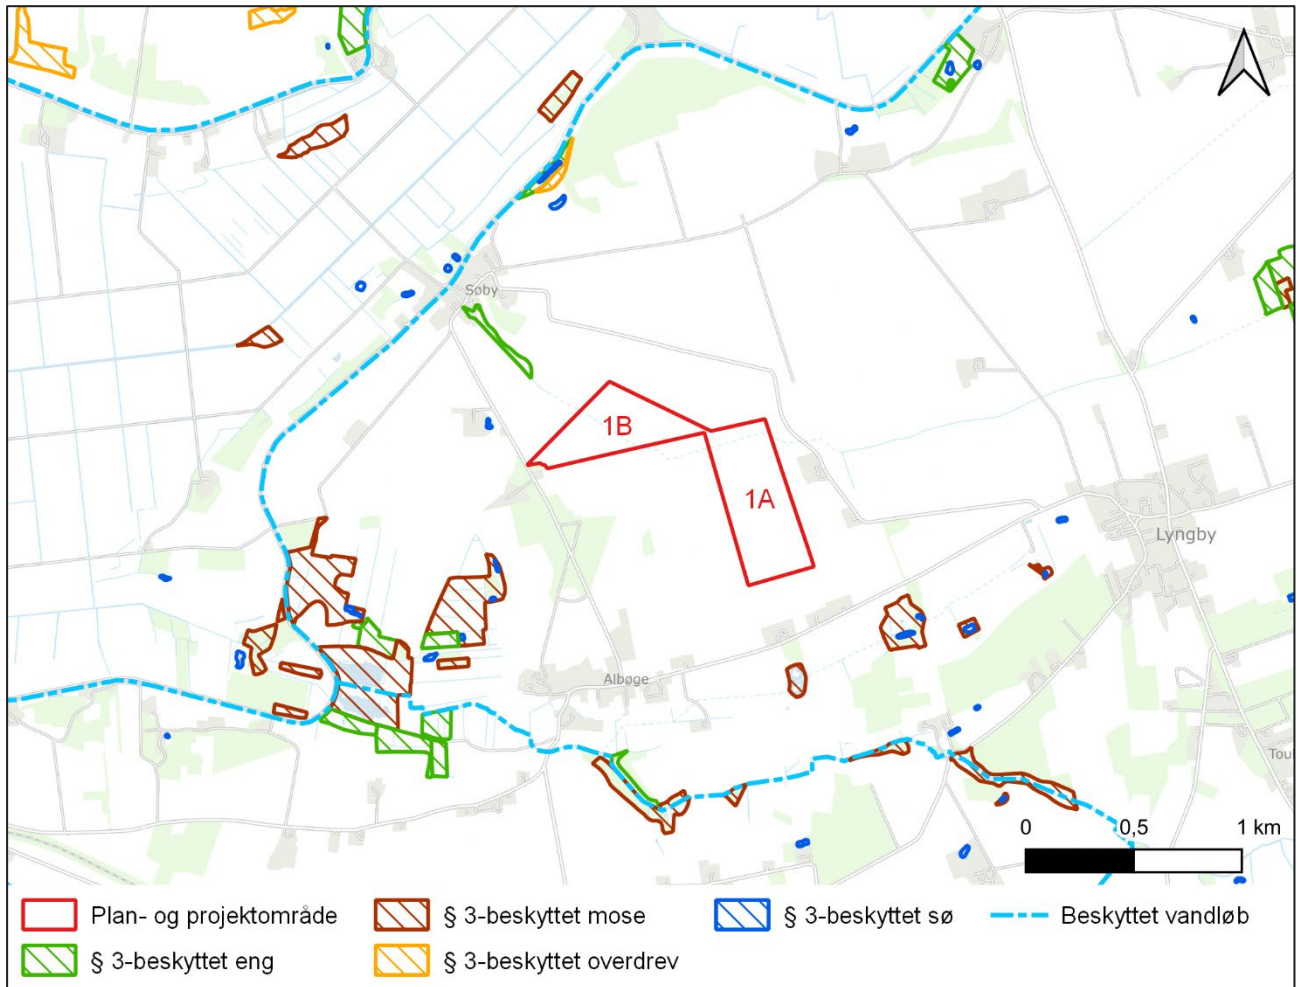 Søby
1B
1A
Lyngby
Albøge
0 0,5 1 km
Plan- og projektområde
§ 3-beskyttet mose
§ 3-beskyttet sø
Beskyttet vandløb
§ 3-beskyttet eng
§ 3-beskyttet overdrev